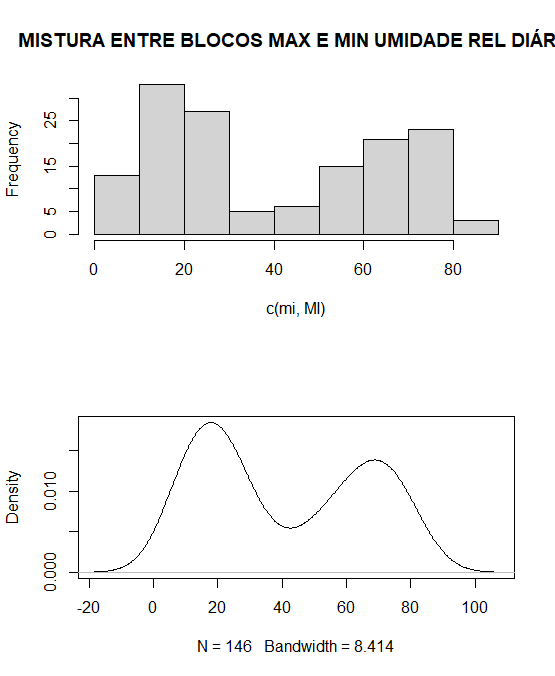 MISTURA ENTRE BLOCOS MAX E MIN UMIDADE REL DIÁR
Frequency
5 15 25
0
0 20 40 60 80
c(mi, MI)
Density
0.000 0.010
-20 0 20 40 60 80 100
N = 146 Bandwidth = 8.414